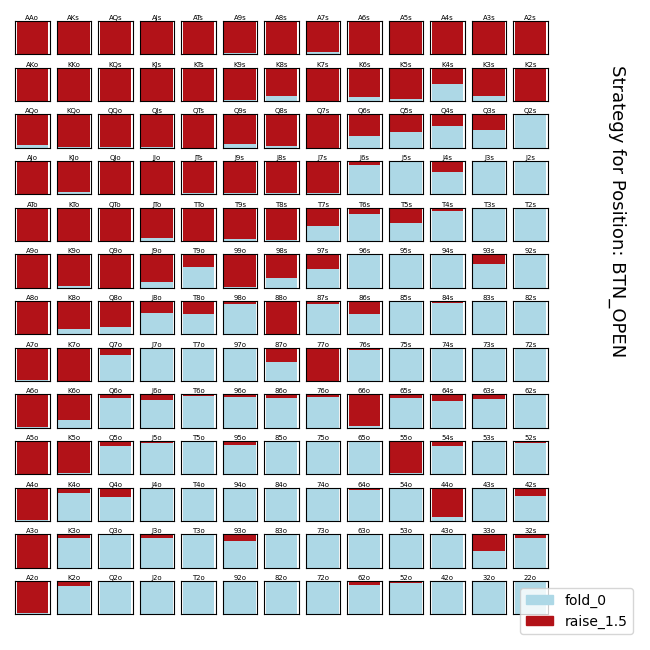 AAo AKs AQs AJs ATs A9s A8s A7s A6s A5s A4s A3s A2s
AKo KKo KQs KJs KTs K9s K8s K7s K6s K5s K4s K3s K2s
AQo KQo QQo QJs QTs Q9s Q8s Q7s Q6s Q5s Q4s Q3s Q2s
AJo KJo QJo JJo JTs J9s J8s J7s J6s J5s J4s J3s J2s
ATo KTo QTo JTo TTo T9s T8s T7s T6s T5s T4s T3s T2s
A9o K9o Q9o J9o T9o 99o 98s 97s 96s 95s 94s 93s 92s
A8o K8o Q8o J8o T8o 98o 88o 87s 86s 85s 84s 83s 82s
A7o K7o Q7o J7o T7o 97o 87o 77o 76s 75s 74s 73s 72s
A6o K6o Q6o J6o T6o 96o 86o 76o 66o 65s 64s 63s 62s
A5o K5o Q5o J5o T5o 95o 85o 75o 65o 55o 54s 53s 52s
A4o K4o Q4o J4o T4o 94o 84o 74o 64o 54o 44o 43s 42s
A3o K3o Q3o J3o T3o 93o 83o 73o 63o 53o 43o 33o 32s
A2o K2o Q2o J2o T2o 92o 82o 72o 62o 52o 42o 32o 22o
Strategy for Position: BTN_OPEN
fold_0
raise_1.5